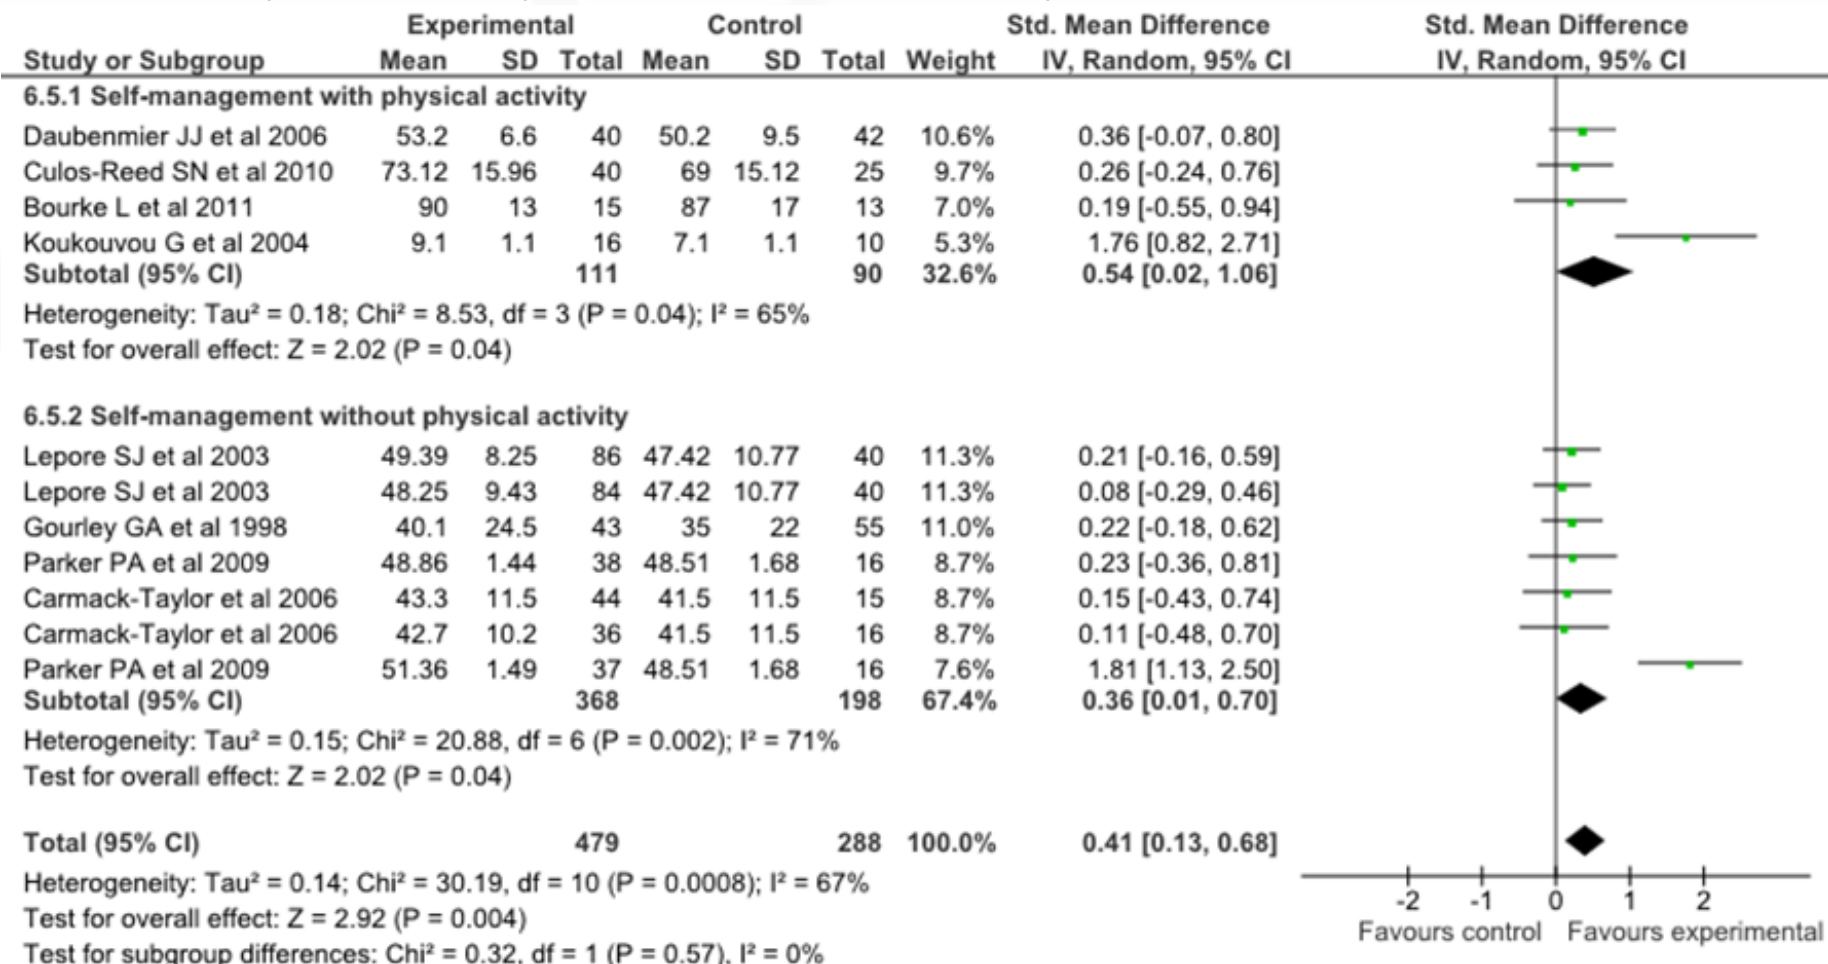 Experimental Control Std. Mean Difference Std. Mean Difference
Study or Subgroup Mean SD Total Mean SD Total Weight IV, Random, 95% CI IV, Random, 95% CI
6.5.1 Self-management with physical activity
Daubenmier JJ et al 2006 53.2 6.6 40 50.2 9.5 42 10.6% 0.36 [-0.07, 0.80]
Culos-Reed SN et al 2010 73.12 15.96 40 69 15.12 25 9.7% 0.26 [-0.24, 0.76]
Bourke L et al 2011 90 13 15 87 17 13 7.0% 0.19 [-0.55, 0.94]
Koukouvou G et al 2004 9.1 1.1 16 7.1 1.1 10 5.3% 1.76 [0.82, 2.71]
Subtotal (95% CI) 111 90 32.6% 0.54 [0.02, 1.06]
Heterogeneity: Tau² = 0.18; Chi² = 8.53, df = 3 (P = 0.04); I² = 65%
Test for overall effect: Z = 2.02 (P = 0.04)
6.5.2 Self-management without physical activity
Lepore SJ et al 2003 49.39 8.25 86 47.42 10.77 40 11.3% 0.21 [-0.16, 0.59]
Lepore SJ et al 2003 48.25 9.43 84 47.42 10.77 40 11.3% 0.08 [-0.29, 0.46]
Gourley GA et al 1998 40.1 24.5 43 35 22 55 11.0% 0.22 [-0.18, 0.62]
Parker PA et al 2009 48.86 1.44 38 48.51 1.68 16 8.7% 0.23 [-0.36, 0.81]
Carmack-Taylor et al 2006 43.3 11.5 44 41.5 11.5 15 8.7% 0.15 [-0.43, 0.74]
Carmack-Taylor et al 2006 42.7 10.2 36 41.5 11.5 16 8.7% 0.11 [-0.48, 0.70]
Parker PA et al 2009 51.36 1.49 37 48.51 1.68 16 7.6% 1.81 [1.13, 2.50]
Subtotal (95% CI) 368 198 67.4% 0.36 [0.01, 0.70]
Heterogeneity: Tau² = 0.15; Chi² = 20.88, df = 6 (P = 0.002); I² = 71%
Test for overall effect: Z = 2.02 (P = 0.04)
Total (95% CI) 479 288 100.0% 0.41 [0.13, 0.68]
Heterogeneity: Tau² = 0.14; Chi² = 30.19, df = 10 (P = 0.0008); I² = 67%
Test for overall effect: Z = 2.92 (P = 0.004)
Test for subgroup differences: Chi² = 0.32, df = 1 (P = 0.57), I² = 0%
-2 -1 0 1 2
Favours control Favours experimental